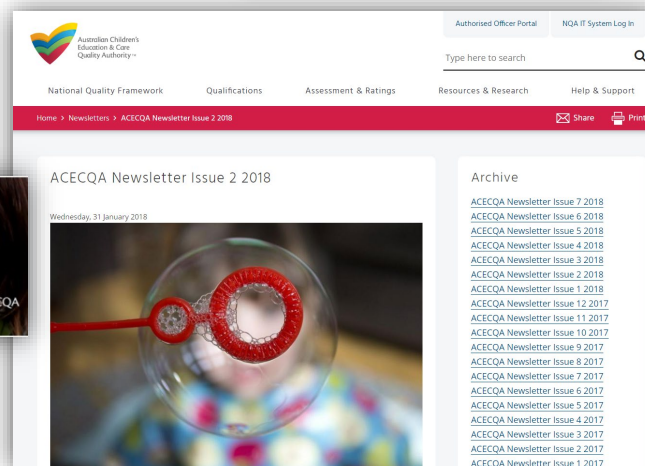 Australian Children's
Education & Care
Quality Authority™
Authorised Officer Portal
NQA IT System Log In
Type here to search
National Quality Framework
Qualifications
Assessment & Ratings
Resources & Research
Help & Support
Home > Newsletters > ACECQA Newsletter Issue 2 2018
Share
Print
ACECQA Newsletter Issue 2 2018
Wednesday, 31 January 2018
Archive
ACECQA Newsletter Issue 7 2018
ACECQA Newsletter Issue 6 2018
ACECQA Newsletter Issue 5 2018
ACECQA Newsletter Issue 4 2018
ACECQA Newsletter Issue 3 2018
ACECQA Newsletter Issue 2 2018
ACECQA Newsletter Issue 1 2018
ACECQA Newsletter Issue 12 2017
ACECQA Newsletter Issue 11 2017
ACECQA Newsletter Issue 10 2017
ACECQA Newsletter Issue 9 2017
ACECQA Newsletter Issue 8 2017
ACECQA Newsletter Issue 7 2017
ACECQA Newsletter Issue 6 2017
ACECQA Newsletter Issue 5 2017
ACECQA Newsletter Issue 4 2017
ACECQA Newsletter Issue 3 2017
ACECQA Newsletter Issue 2 2017
ACECQA Newsletter Issue 1 2017